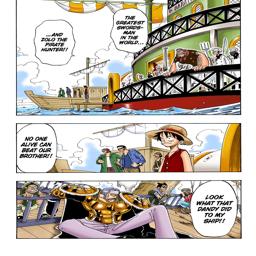 THE
GREATEST
SWORDS-
MAN IN
THE
WORLD...
...AND
ZOLO THE
PIRATE
HUNTER!!
NO ONE
ALIVE CAN
BEAT OUR
BROTHER!!
LOOK
WHAT THAT
DANDY DID
TO MY
SHIP!!